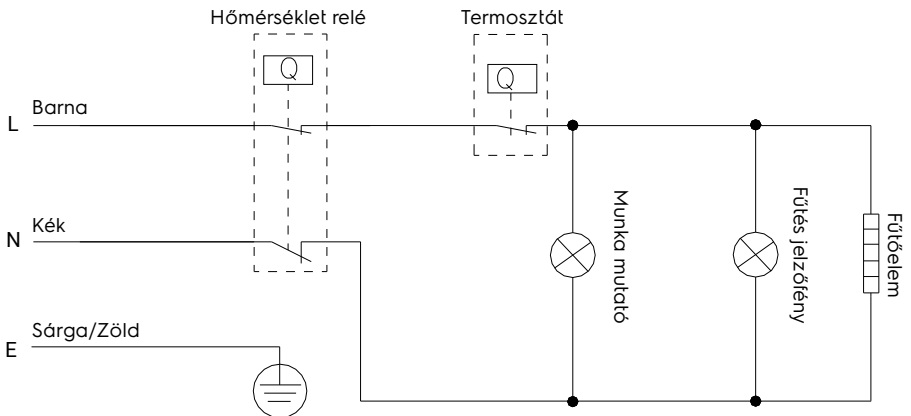 Hőmérséklet relé
Termosztát
Q
Q
Barna
L
Kék
N
Sárga/Zöld
E
Munka mutató
Fűtés jelzőfény
Fűtőelem